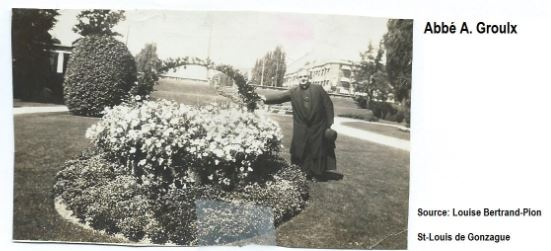 Abbé A. Groulx
Source: Louise Bertrand-Pion
St-Louis de Gonzague